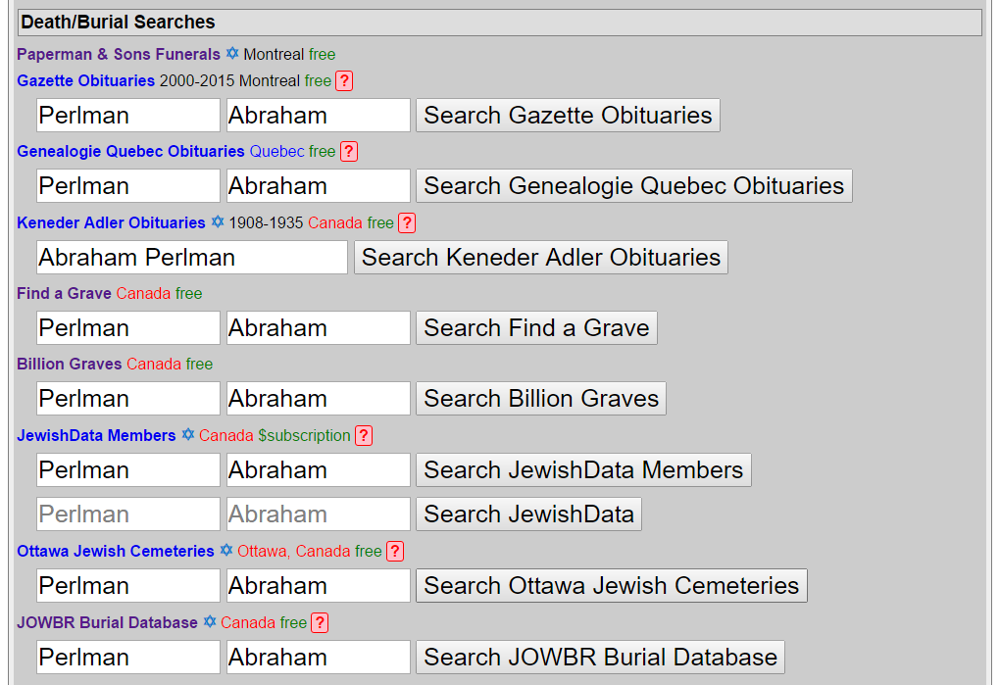 Death/Burial Searches
Paperman & Sons Funerals ✡ Montreal free
Gazette Obituaries 2000-2015 Montreal free ?
Perlman Abraham Search Gazette Obituaries
Genealogie Quebec Obituaries Quebec free ?
Perlman Abraham Search Genealogie Quebec Obituaries
Keneder Adler Obituaries ✡ 1908-1935 Canada free ?
Abraham Perlman Search Keneder Adler Obituaries
Find a Grave Canada free
Perlman Abraham Search Find a Grave
Billion Graves Canada free
Perlman Abraham Search Billion Graves
JewishData Members ✡ Canada $subscription ?
Perlman Abraham Search JewishData Members
Perlman Abraham Search JewishData
Ottawa Jewish Cemeteries ✡ Ottawa, Canada free ?
Perlman Abraham Search Ottawa Jewish Cemeteries
JOWBR Burial Database ✡ Canada free ?
Perlman Abraham Search JOWBR Burial Database